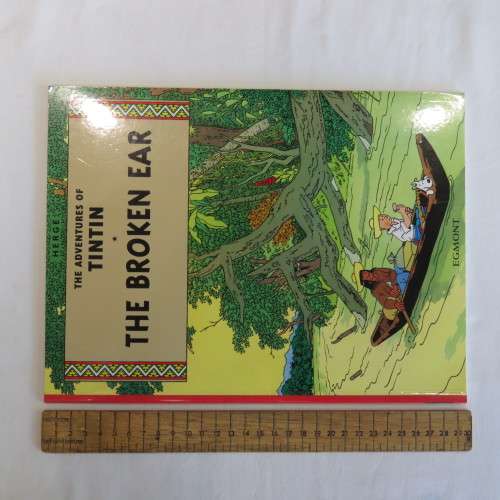 HERGÉ
THE ADVENTURES OF
TINTIN
*
THE BROKEN EAR
EGMONT